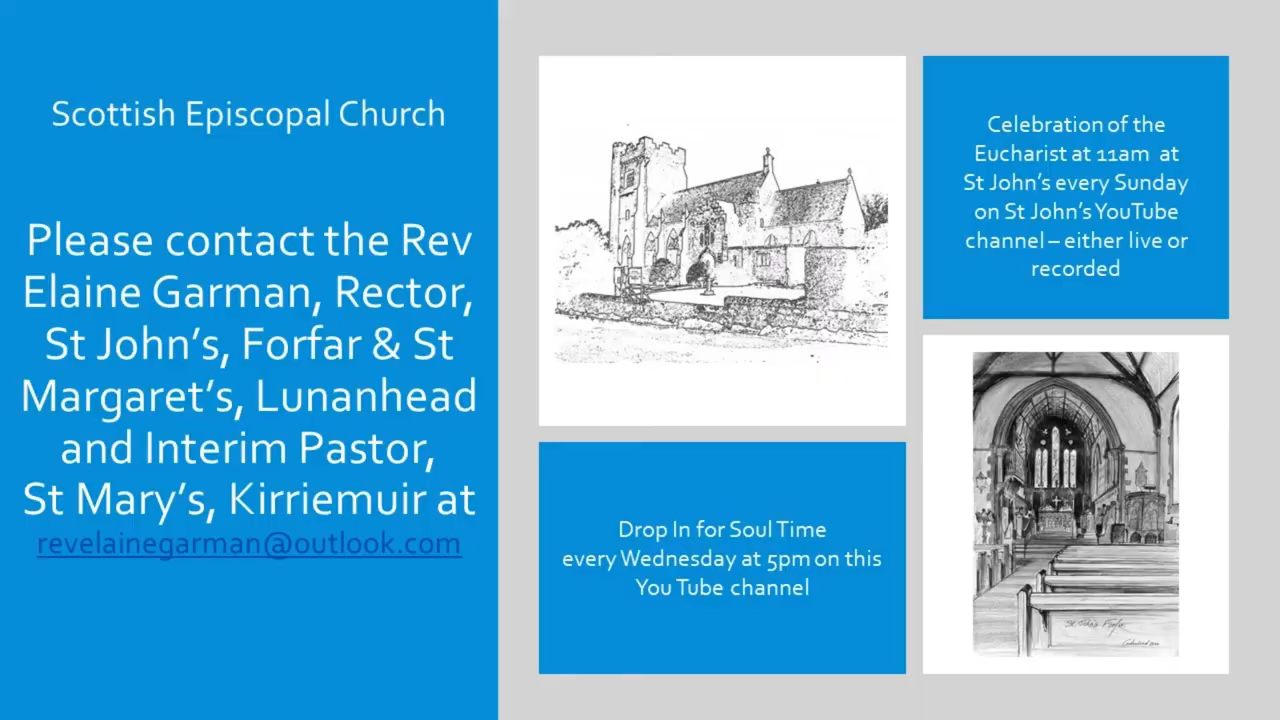 Scottish Episcopal Church
Please contact the Rev
Elaine Garman, Rector,
St John's, Forfar & St
Margaret's, Lunanhead
and Interim Pastor,
St Mary's, Kirriemuir at
revelainegarman@outlook.com
Celebration of the
Eucharist at 11am at
St John's every Sunday
on St John's YouTube
channel – either live or
recorded
Drop In for Soul Time
every Wednesday at 5pm on this
You Tube channel
St. John's Forfar